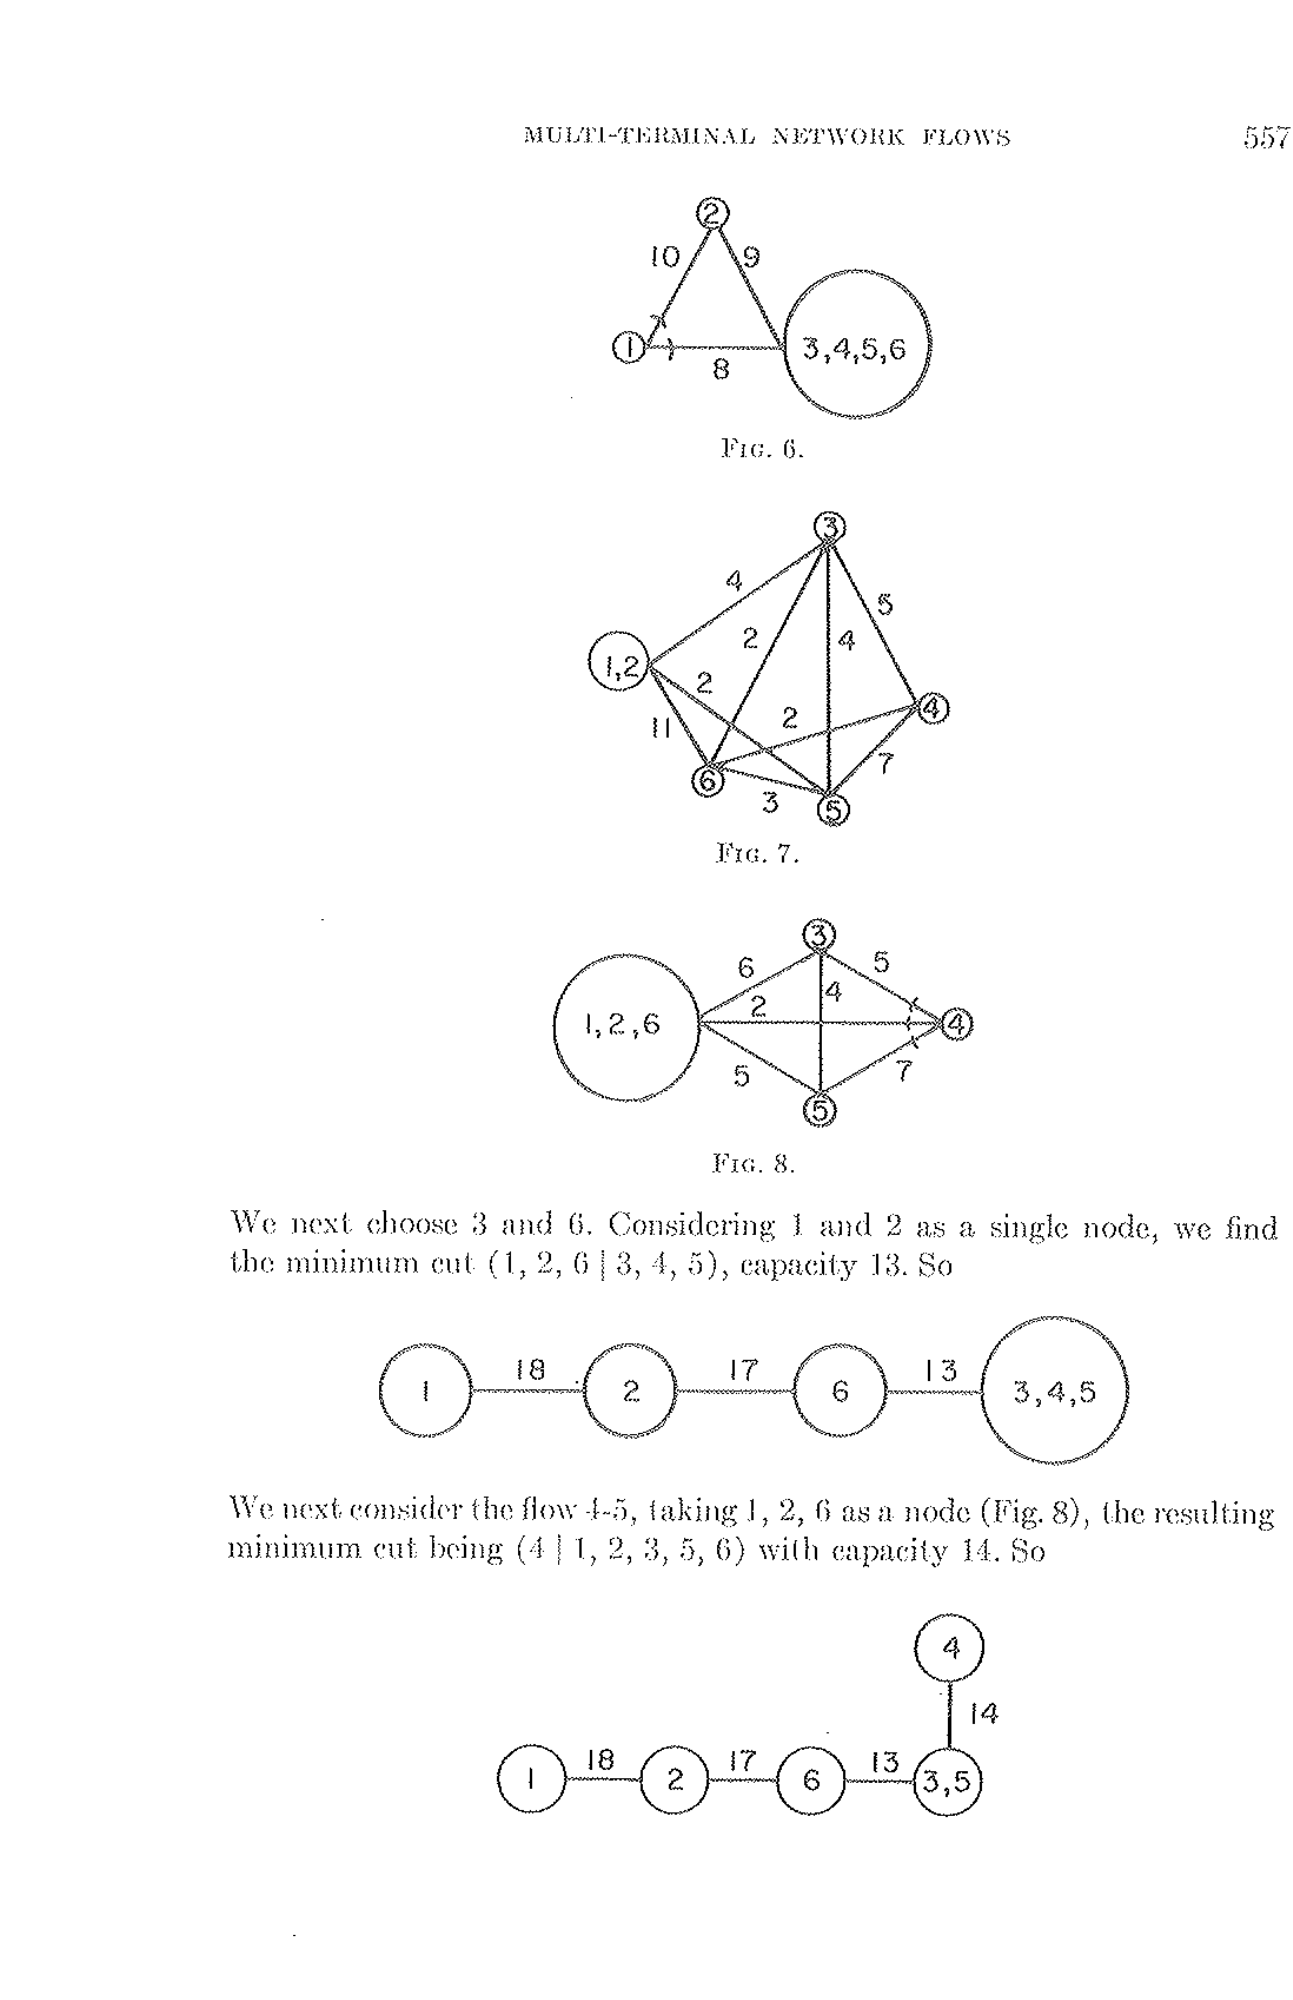 MULTI-TERMINAL NETWORK FLOWS 557
2
10 9
1 3,4,5,6
8
FIG. 6.
3
4 5
2 4
1,2 2
11 2 4
6 7
3 5
FIG. 7.
3
6 5
4
2
1,2,6 4
5 7
5
FIG. 8.
We next choose 3 and 6. Considering 1 and 2 as a single node, we find
the minimum cut (1, 2, 6 | 3, 4, 5), capacity 13. So
18 17 13
1 2 6 3,4,5
We next consider the flow 4-5, taking 1, 2, 6 as a node (Fig. 8), the resulting
minimum cut being (4 | 1, 2, 3, 5, 6) with capacity 14. So
4
14
18 17 13
1 2 6 3,5